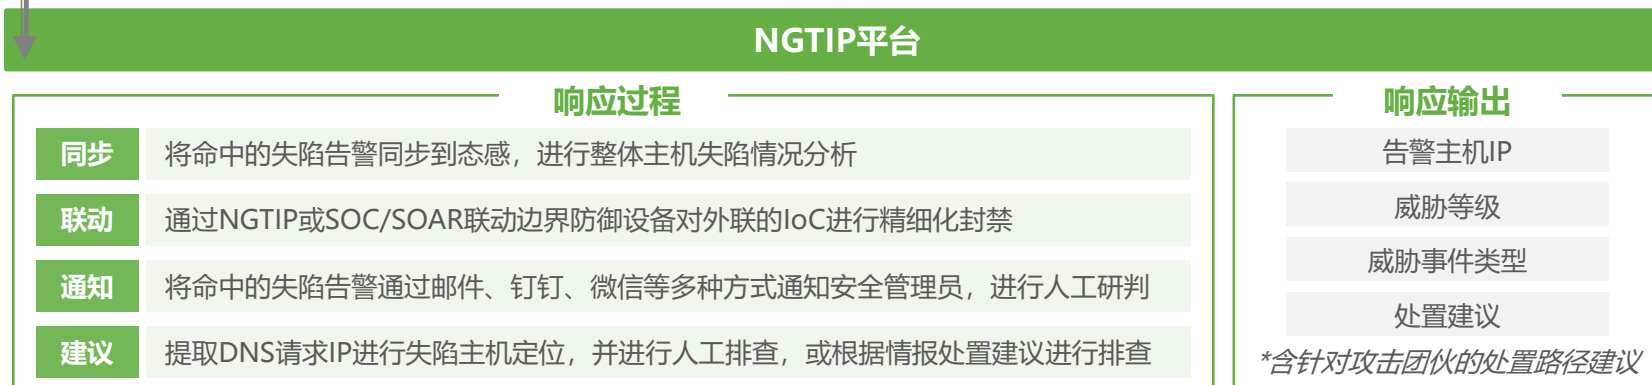 NGTIP平台
响应过程
同步 将命中的失陷告警同步到态感，进行整体主机失陷情况分析
联动 通过NGTIP或SOC/SOAR联动边界防御设备对外联的IoC进行精细化封禁
通知 将命中的失陷告警通过邮件、钉钉、微信等多种方式通知安全管理员，进行人工研判
建议 提取DNS请求IP进行失陷主机定位，并进行人工排查，或根据情报处置建议进行排查
响应输出
告警主机IP
威胁等级
威胁事件类型
处置建议
*含针对攻击团伙的处置路径建议